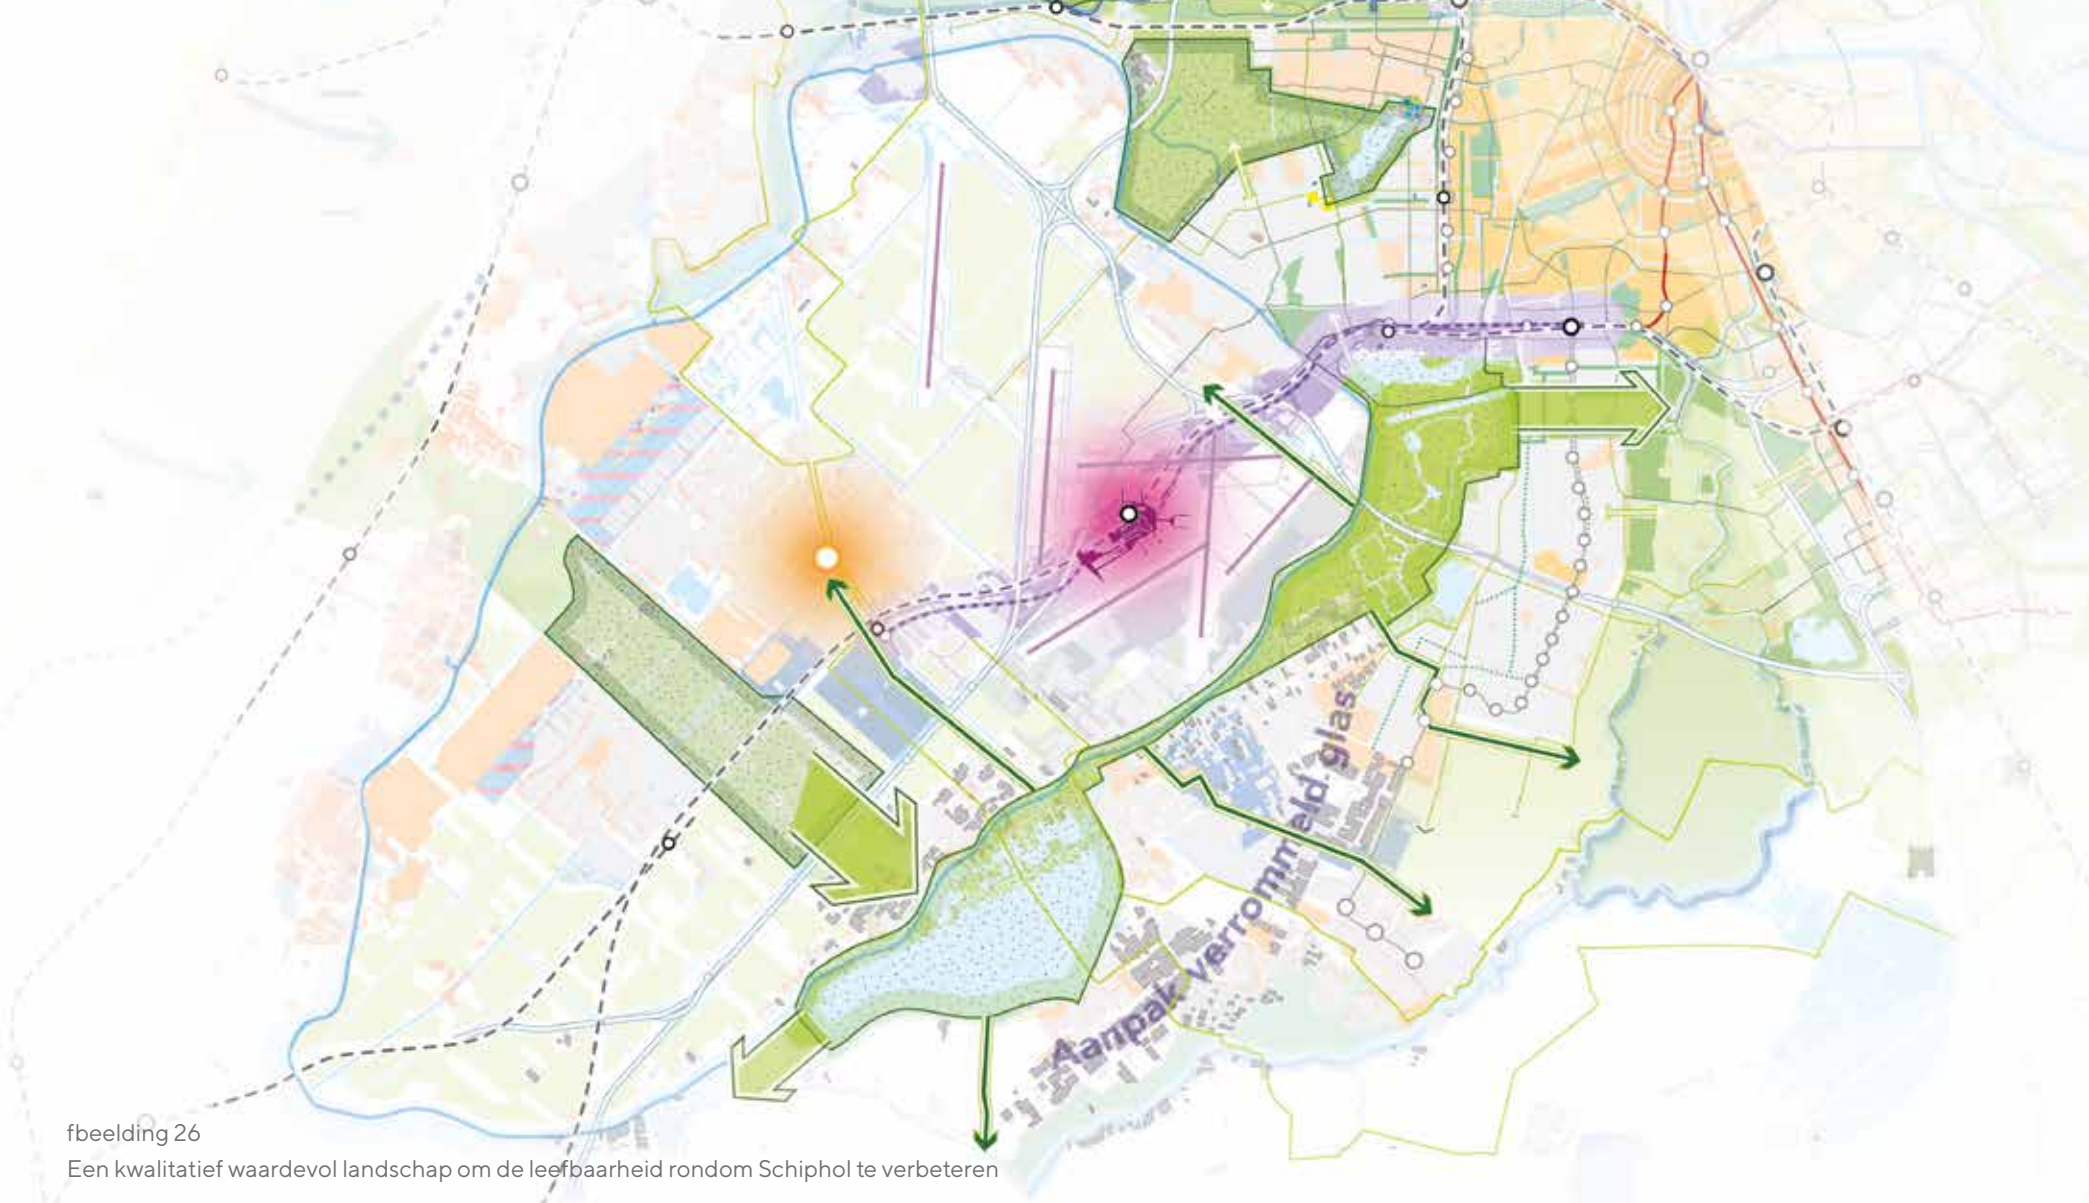 Aanpak verrommeld glas
fbeelding 26
Een kwalitatief waardevol landschap om de leefbaarheid rondom Schiphol te verbeteren